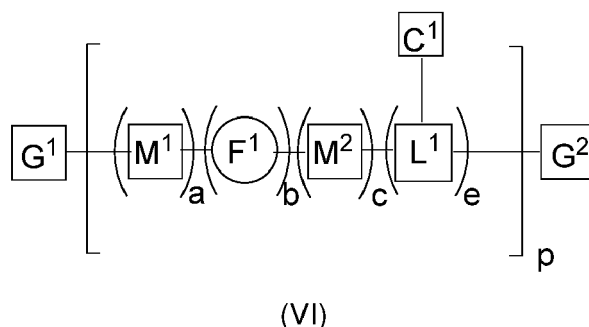 C¹
G¹ [ ( M¹ )a ( F¹ )b ( M² )c ( L¹ )e ]p G²
(VI)